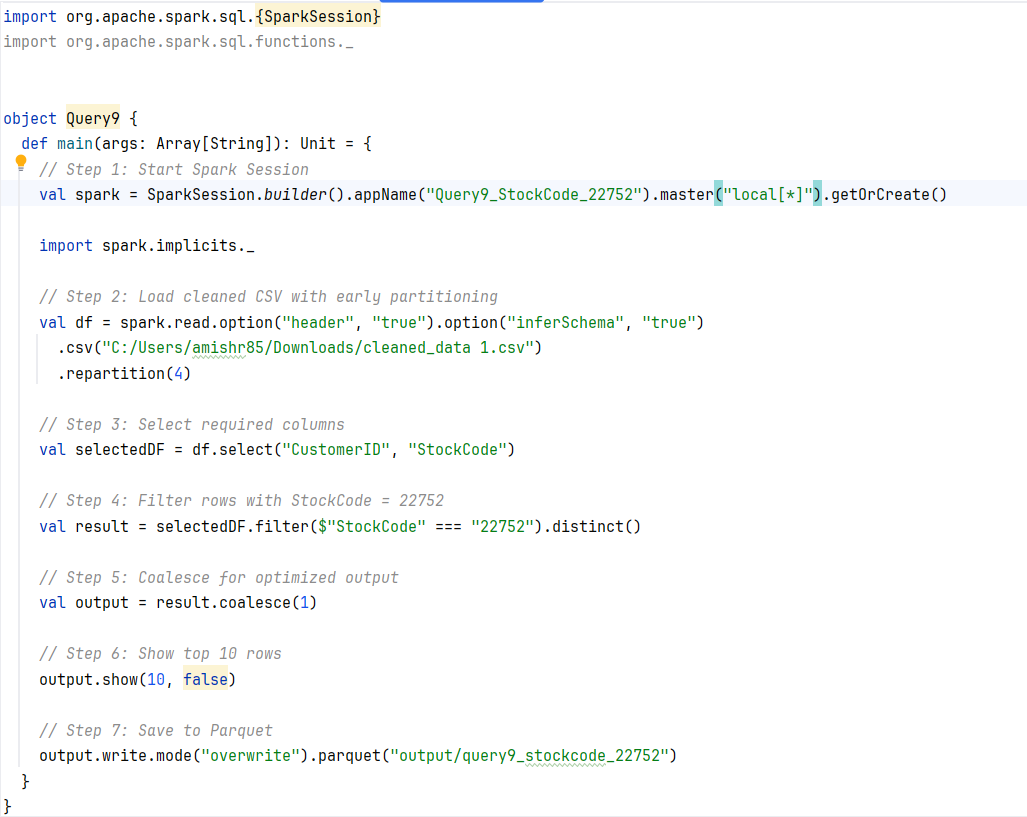 import org.apache.spark.sql.{SparkSession}
import org.apache.spark.sql.functions._
object Query9 {
  def main(args: Array[String]): Unit = {
    // Step 1: Start Spark Session
    val spark = SparkSession.builder().appName("Query9_StockCode_22752").master("local[*]").getOrCreate()
    import spark.implicits._
    // Step 2: Load cleaned CSV with early partitioning
    val df = spark.read.option("header", "true").option("inferSchema", "true")
      .csv("C:/Users/amishr85/Downloads/cleaned_data 1.csv")
      .repartition(4)
    // Step 3: Select required columns
    val selectedDF = df.select("CustomerID", "StockCode")
    // Step 4: Filter rows with StockCode = 22752
    val result = selectedDF.filter($"StockCode" === "22752").distinct()
    // Step 5: Coalesce for optimized output
    val output = result.coalesce(1)
    // Step 6: Show top 10 rows
    output.show(10, false)
    // Step 7: Save to Parquet
    output.write.mode("overwrite").parquet("output/query9_stockcode_22752")
  }
}